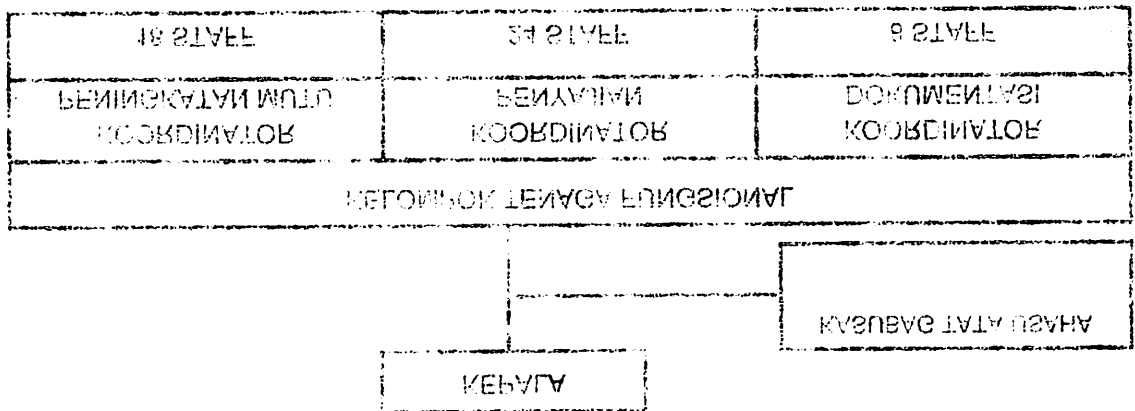 KEPALA
KASUBAG TATA USAHA
KELOMPOK TENAGA FUNGSIONAL
KOORDINATOR
PENINGKATAN MUTU
18 STAFF
KOORDINATOR
PENYAJIAN
24 STAFF
KOORDINATOR
DOKUMENTASI
8 STAFF